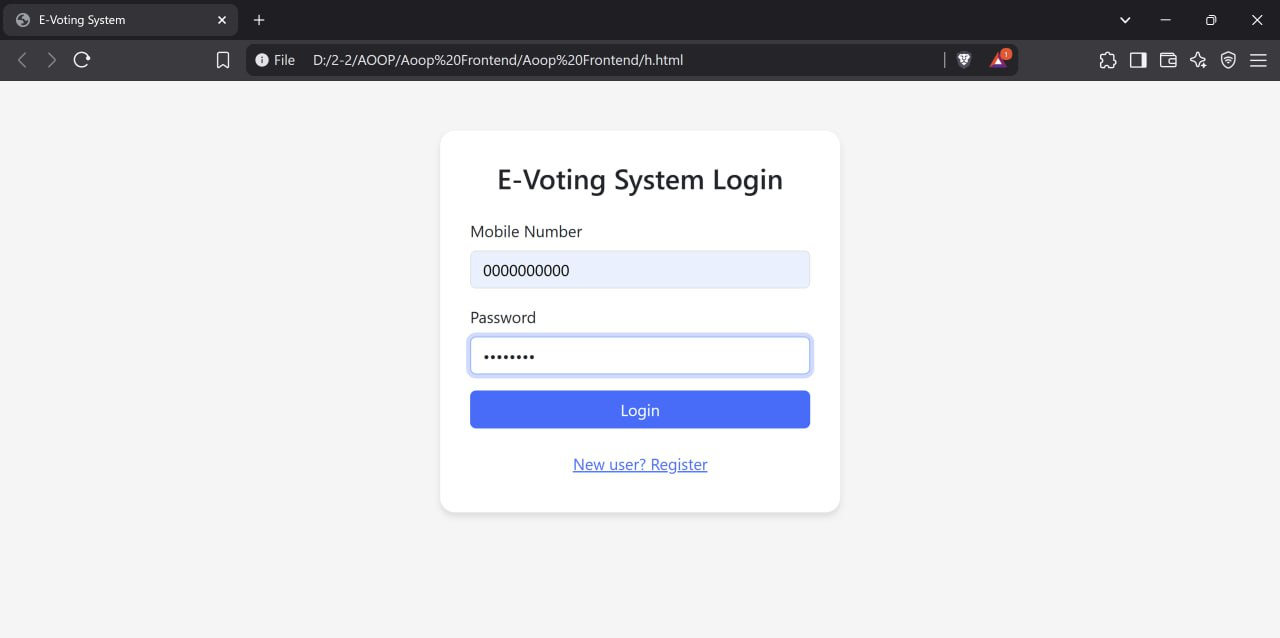 E-Voting System
File D:/2-2/AOOP/Aoop%20Frontend/Aoop%20Frontend/h.html
1
E-Voting System Login
Mobile Number
0000000000
Password
••••••••
Login
New user? Register